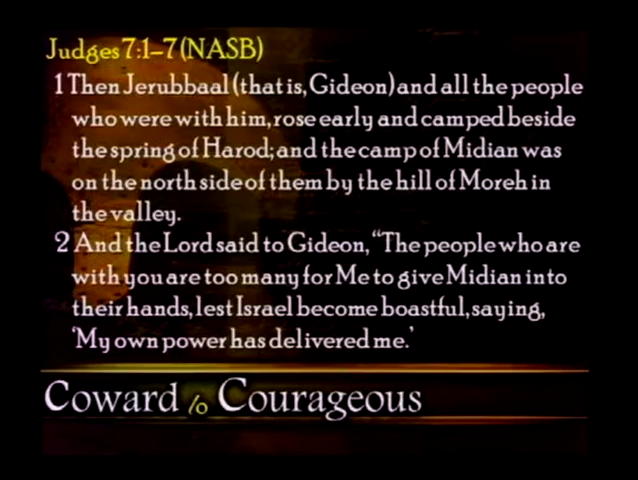 Judges 7:1-7 (NASB)
1 Then Jerubbaal (that is, Gideon) and all the people
who were with him, rose early and camped beside
the spring of Harod; and the camp of Midian was
on the north side of them by the hill of Moreh in
the valley.
2 And the Lord said to Gideon, “The people who are
with you are too many for Me to give Midian into
their hands, lest Israel become boastful, saying,
‘My own power has delivered me.’
Coward to Courageous